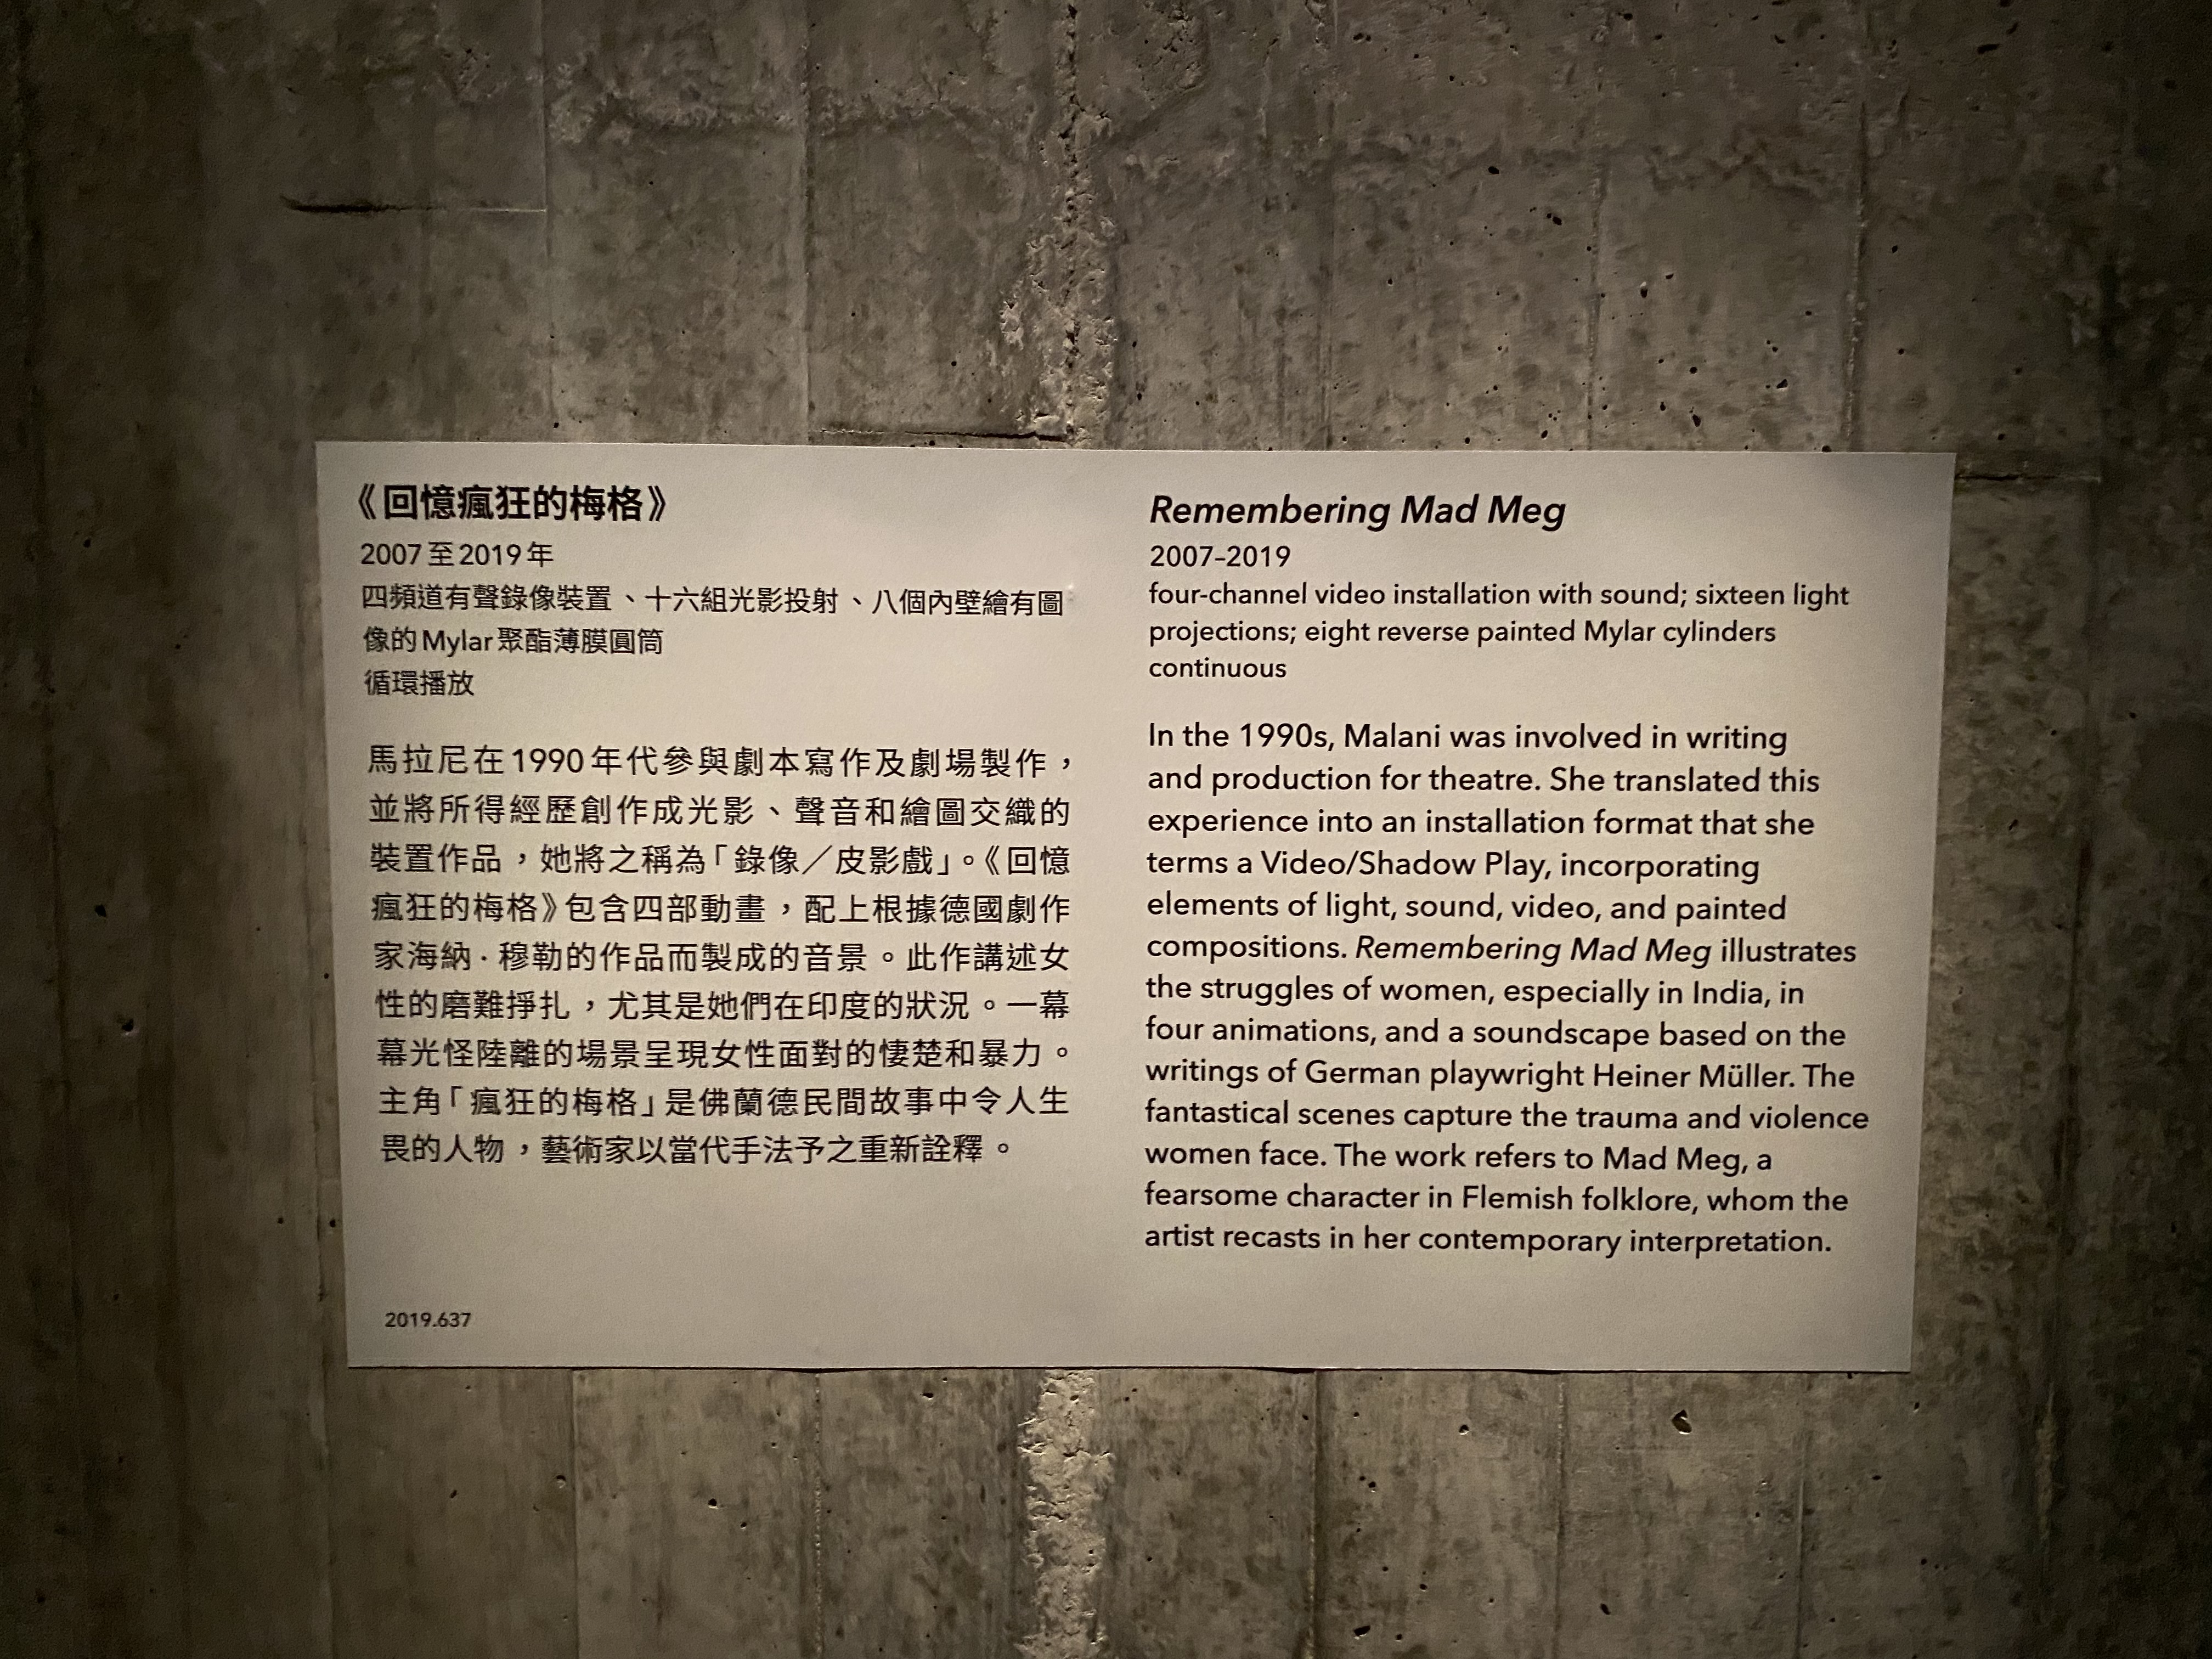 《回憶瘋狂的梅格》
2007至2019年
四頻道有聲錄像裝置、十六組光影投射、八個內壁繪有圖
像的Mylar聚酯薄膜圓筒
循環播放
馬拉尼在1990年代參與劇本寫作及劇場製作，
並將所得經歷創作成光影、聲音和繪圖交織的
裝置作品，她將之稱為「錄像／皮影戲」。《回憶
瘋狂的梅格》包含四部動畫，配上根據德國劇作
家海納·穆勒的作品而製成的音景。此作講述女
性的磨難掙扎，尤其是她們在印度的狀況。一幕
幕光怪陸離的場景呈現女性面對的悽楚和暴力。
主角「瘋狂的梅格」是佛蘭德民間故事中令人生
畏的人物，藝術家以當代手法予之重新詮釋。
2019.637
Remembering Mad Meg
2007–2019
four-channel video installation with sound; sixteen light
projections; eight reverse painted Mylar cylinders
continuous
In the 1990s, Malani was involved in writing
and production for theatre. She translated this
experience into an installation format that she
terms a Video/Shadow Play, incorporating
elements of light, sound, video, and painted
compositions. Remembering Mad Meg illustrates
the struggles of women, especially in India, in
four animations, and a soundscape based on the
writings of German playwright Heiner Müller. The
fantastical scenes capture the trauma and violence
women face. The work refers to Mad Meg, a
fearsome character in Flemish folklore, whom the
artist recasts in her contemporary interpretation.